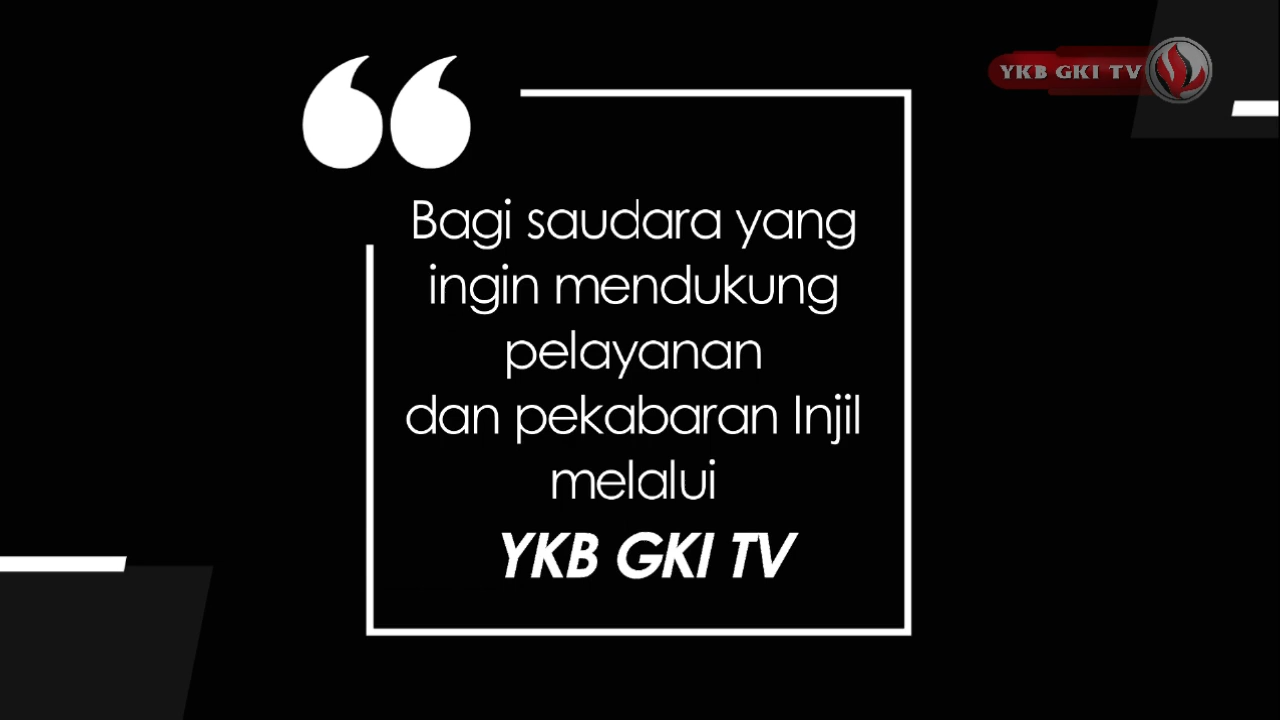 YKB GKI TV
Bagi saudara yang
ingin mendukung
pelayanan
dan pekabaran Injil
melalui
YKB GKI TV